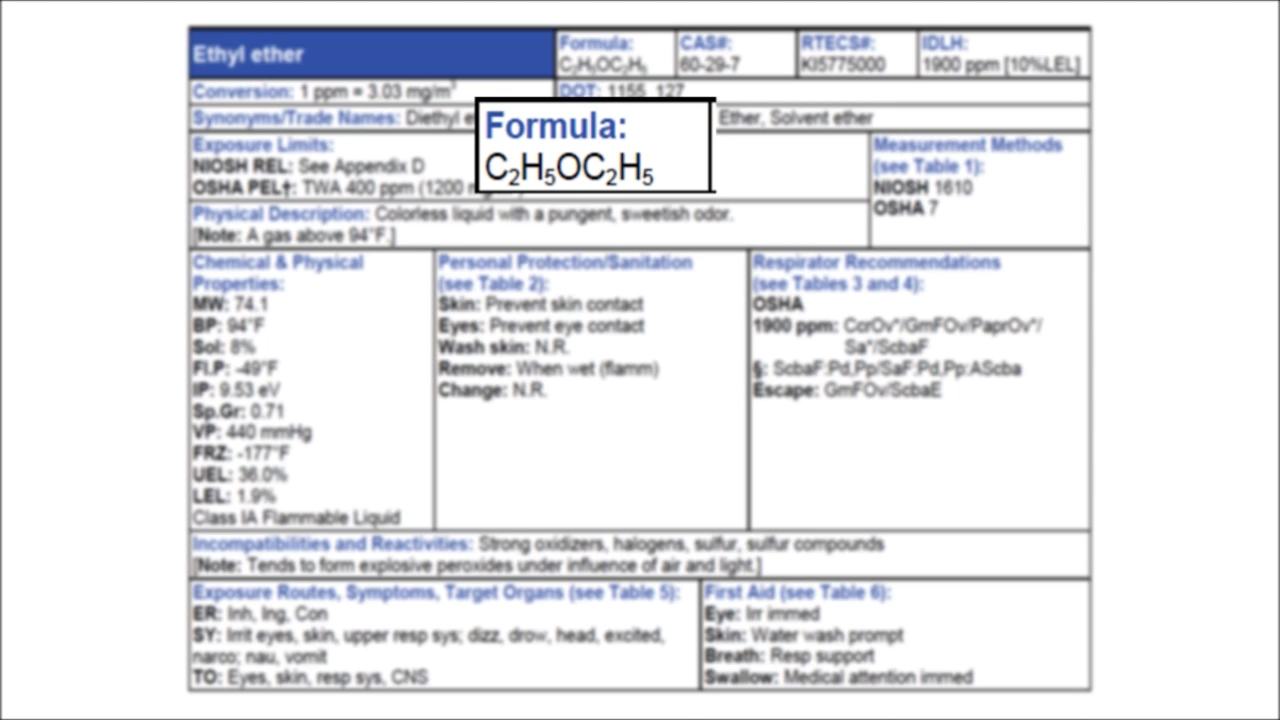 Ethyl ether
Formula:
C₂H₅OC₂H₅
CAS#:
60-29-7
RTECS#:
KI5775000
IDLH:
1900 ppm [10%LEL]
Conversion: 1 ppm = 3.03 mg/m³
DOT: 1155 127
Formula:
C₂H₅OC₂H₅
Synonyms/Trade Names: Diethyl Ether, Solvent ether
Exposure Limits:
NIOSH REL: See Appendix D
OSHA PEL†: TWA 400 ppm (1200
Measurement Methods
(see Table 1):
NIOSH 1610
OSHA 7
Physical Description: Colorless liquid with a pungent, sweetish odor.
[Note: A gas above 94°F.]
Chemical & Physical
Properties:
MW: 74.1
BP: 94°F
Sol: 8%
Fl.P: -49°F
IP: 9.53 eV
Sp.Gr: 0.71
VP: 440 mmHg
FRZ: -177°F
UEL: 36.0%
LEL: 1.9%
Class IA Flammable Liquid
Personal Protection/Sanitation
(see Table 2):
Skin: Prevent skin contact
Eyes: Prevent eye contact
Wash skin: N.R.
Remove: When wet (flamm)
Change: N.R.
Respirator Recommendations
(see Tables 3 and 4):
OSHA
1900 ppm: CcrOv*/GmFOv/PaprOv*/
Sa*/ScbaF
§: ScbaF:Pd,Pp/SaF:Pd,Pp:AScba
Escape: GmFOv/ScbaE
Incompatibilities and Reactivities: Strong oxidizers, halogens, sulfur, sulfur compounds
[Note: Tends to form explosive peroxides under influence of air and light.]
Exposure Routes, Symptoms, Target Organs (see Table 5):
ER: Inh, Ing, Con
SY: Irrit eyes, skin, upper resp sys; dizz, drow, head, excited,
narco; nau, vomit
TO: Eyes, skin, resp sys, CNS
First Aid (see Table 6):
Eye: Irr immed
Skin: Water wash prompt
Breath: Resp support
Swallow: Medical attention immed